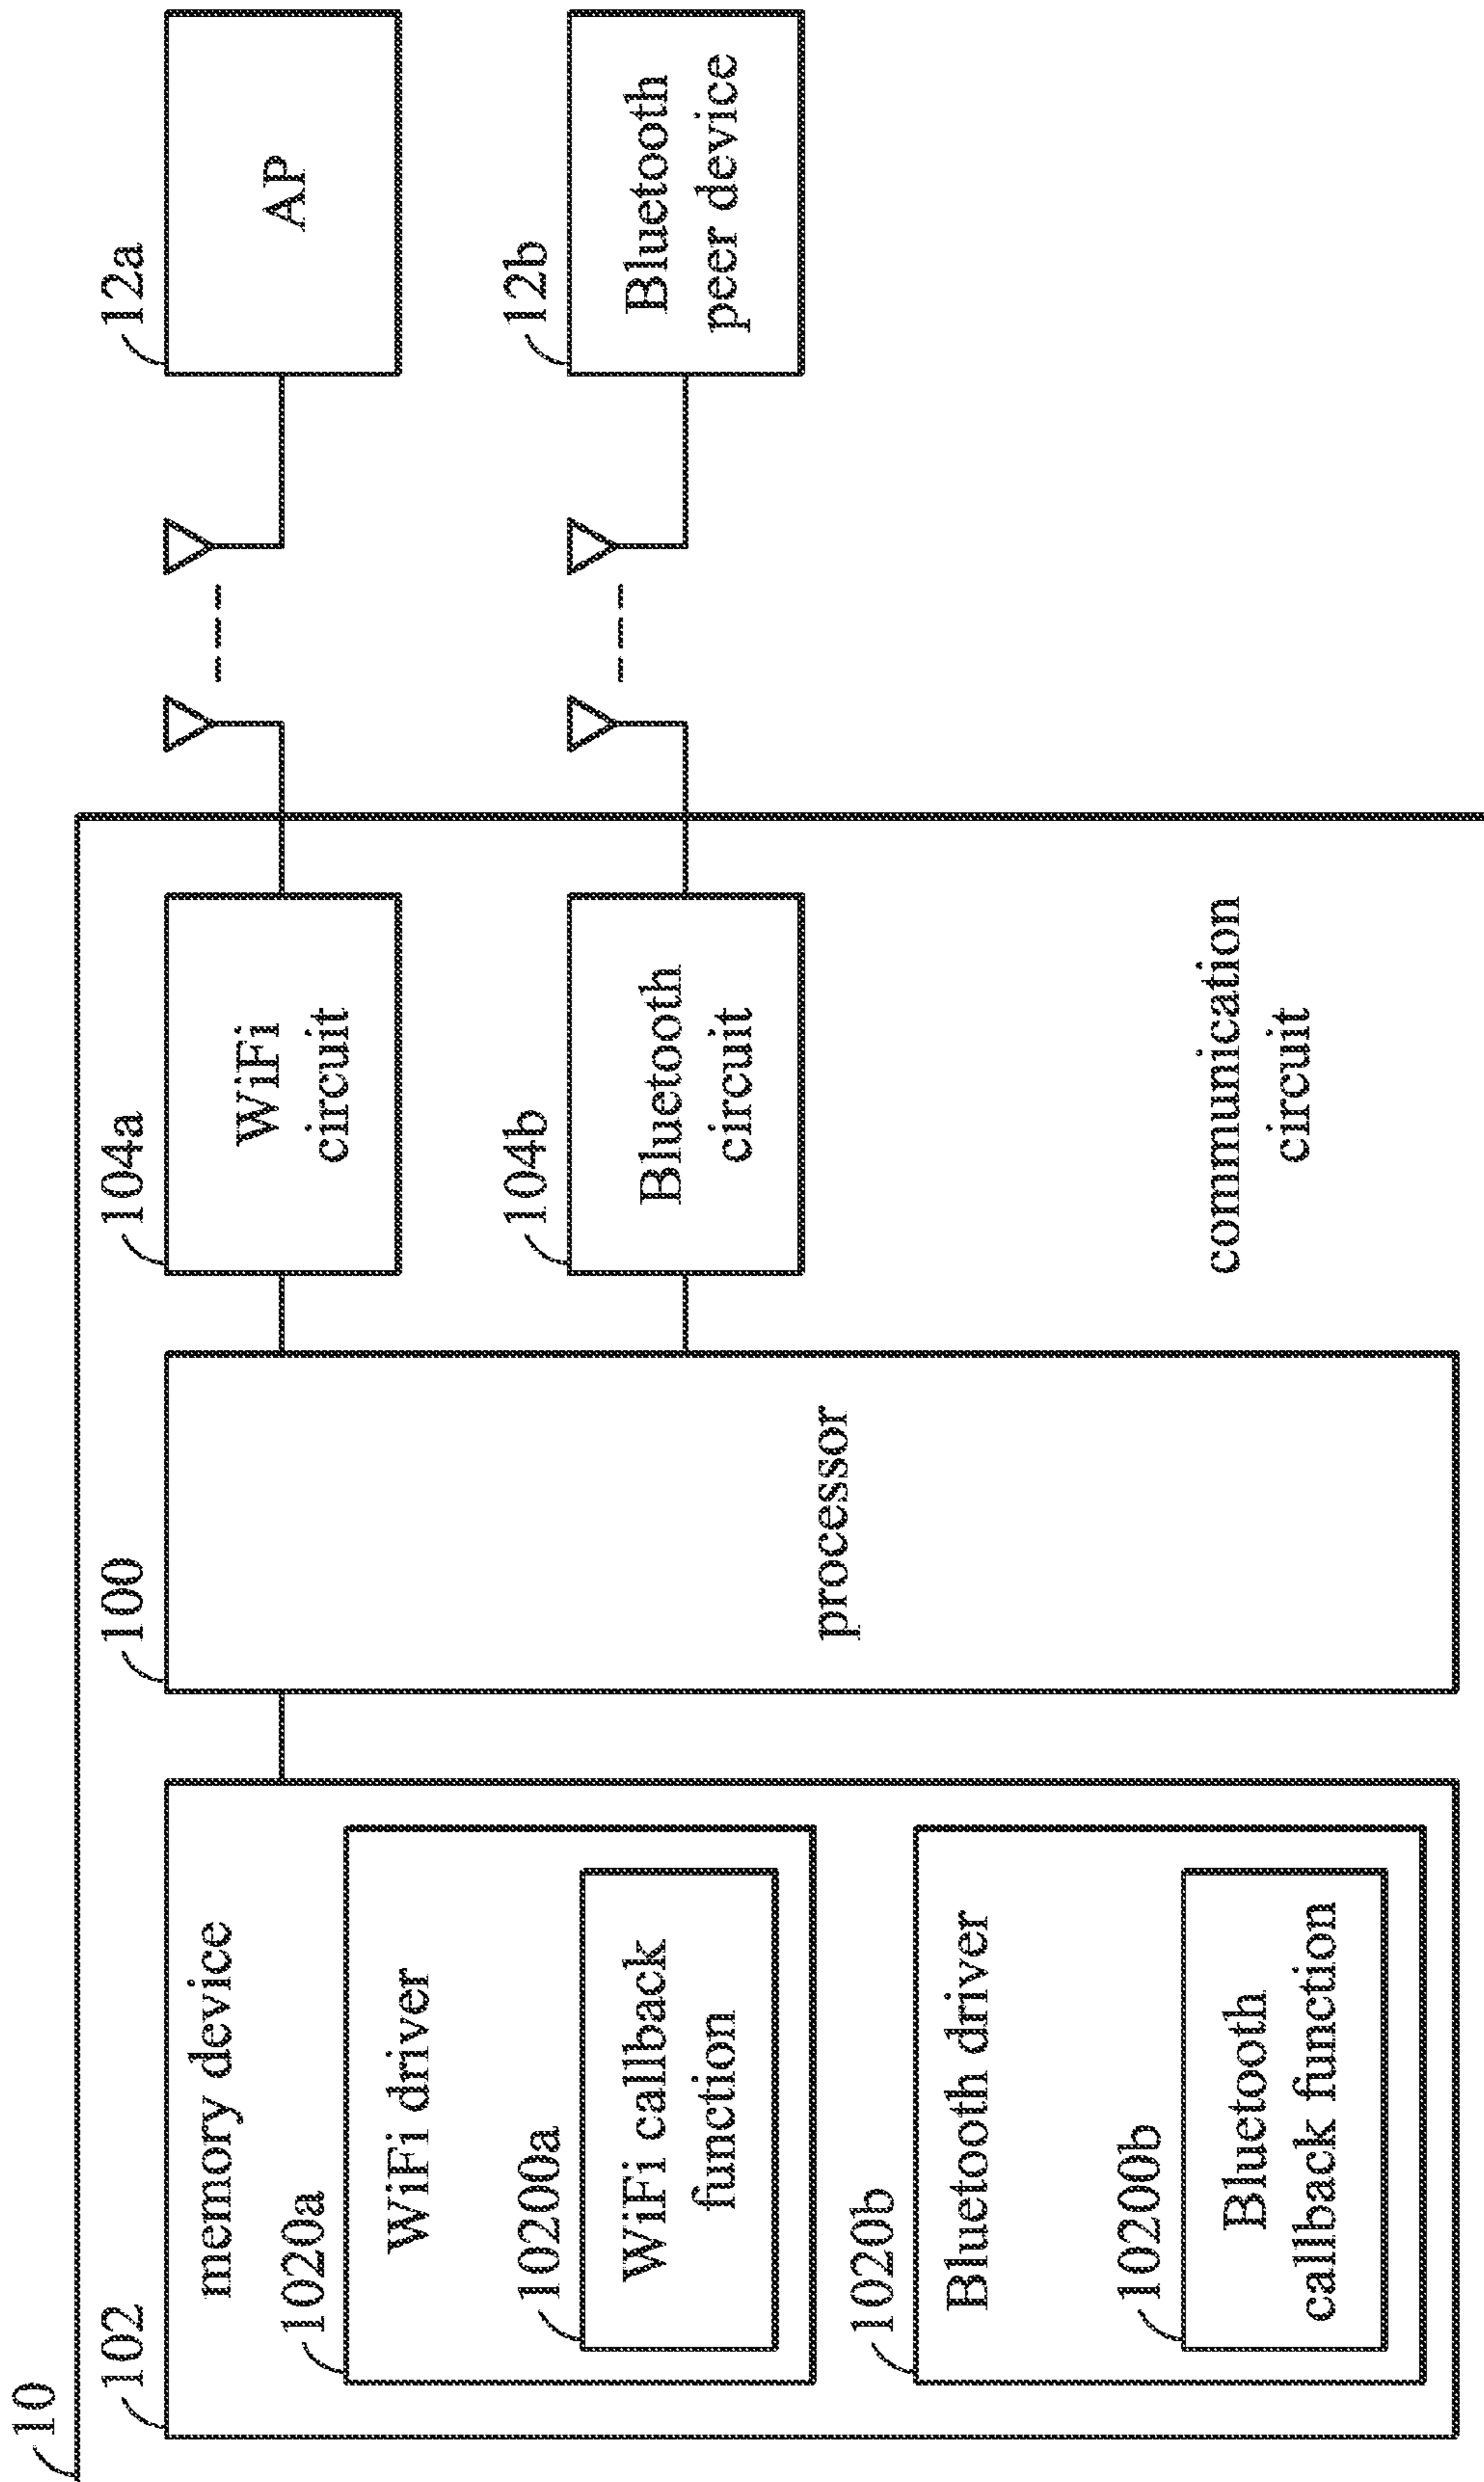 10
102
memory device
1020a
WiFi driver
10200a
WiFi callback
function
1020b
Bluetooth driver
10200b
Bluetooth
callback function
100
processor
104a
WiFi
circuit
104b
Bluetooth
circuit
communication
circuit
12a
AP
12b
Bluetooth
peer device